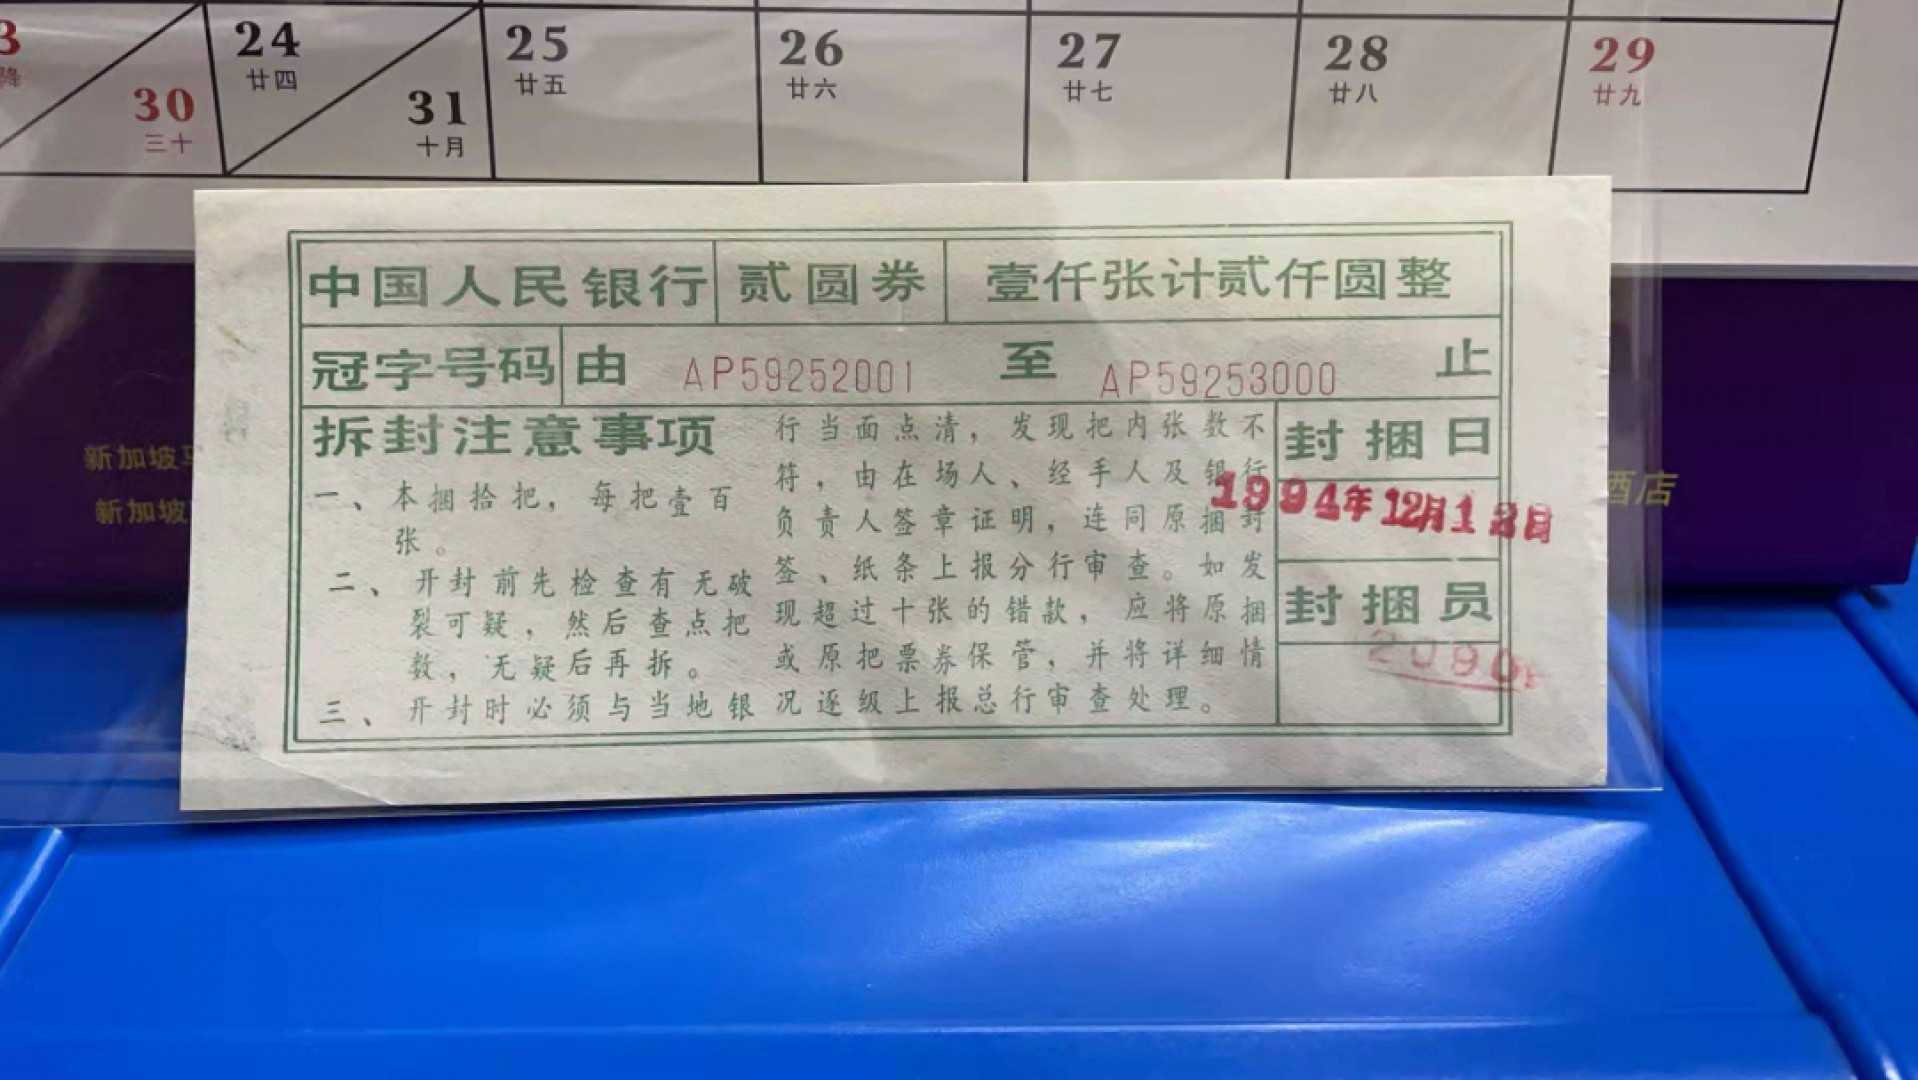 24 25 26 27 28 29
廿四 廿五 廿六 廿七 廿八 廿九
30 31
三十 十月
中国人民银行 贰圆券 壹仟张计贰仟圆整
冠字号码 由 AP59252001 至 AP59253000 止
拆封注意事项
一、本捆拾把，每把壹百
张。
二、开封前先检查有无破
裂可疑，然后查点把
数，无疑后再拆。
三、开封时必须与当地银
行当面点清，发现把内张数不
符，由在场人、经手人及银行
负责人签章证明，连同原捆封
签、纸条上报分行审查。如发
现超过十张的错款，应将原捆
或原把票券保管，并将详细情
况逐级上报总行审查处理。
封捆日
1994年12月13日
封捆员
新加坡
新加坡
酒店